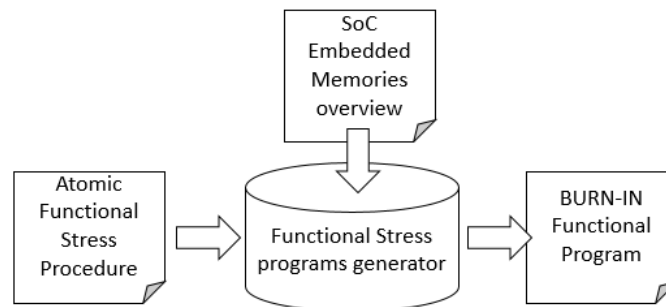 SoC
Embedded
Memories
overview
Atomic
Functional
Stress
Procedure
Functional Stress
programs generator
BURN-IN
Functional
Program